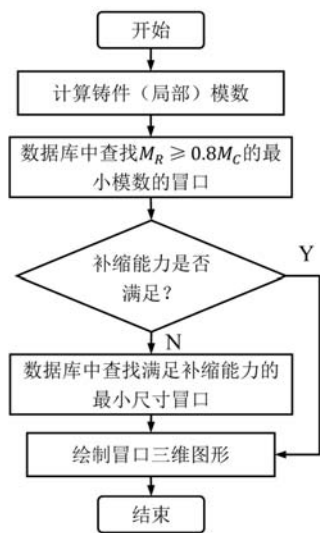 开始
计算铸件（局部）模数
数据库中查找M_R ≥ 0.8M_C的最
小模数的冒口
补缩能力是否
满足？
Y
N
数据库中查找满足补缩能力的
最小尺寸冒口
绘制冒口三维图形
结束